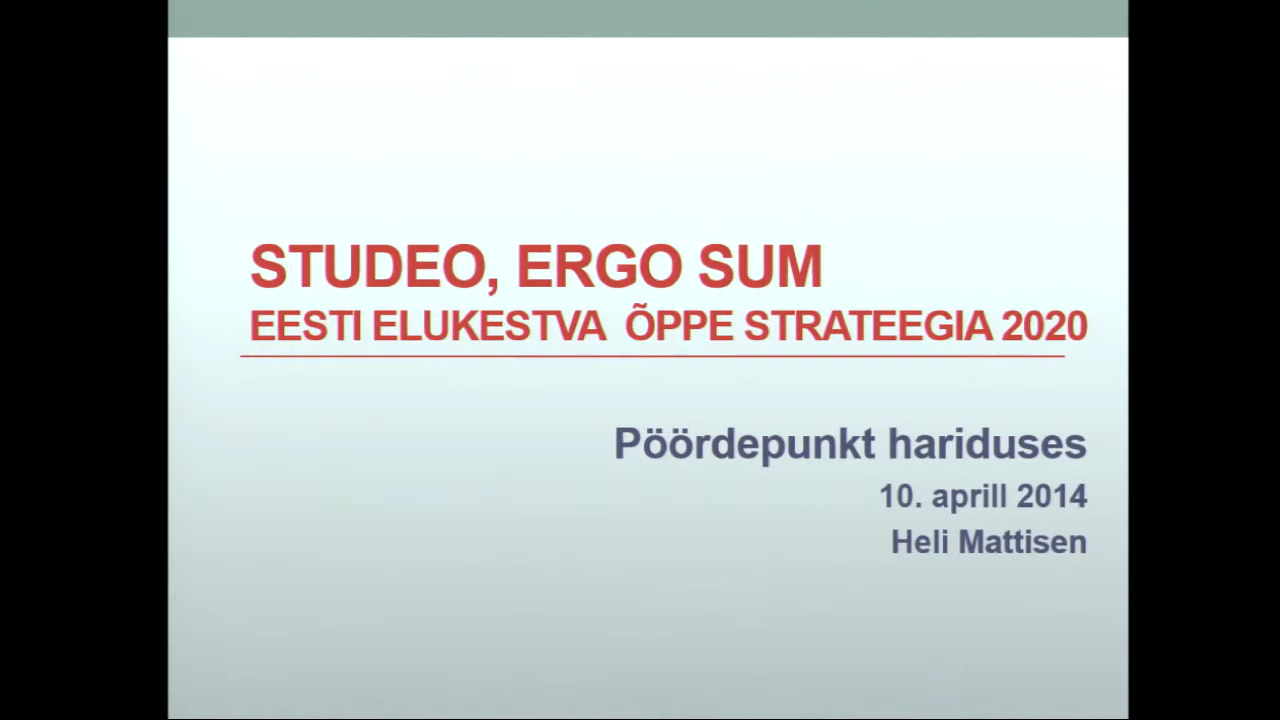 STUDEO, ERGO SUM
EESTI ELUKESTVA ÕPPE STRATEEGIA 2020
Pöördepunkt hariduses
10. aprill 2014
Heli Mattisen